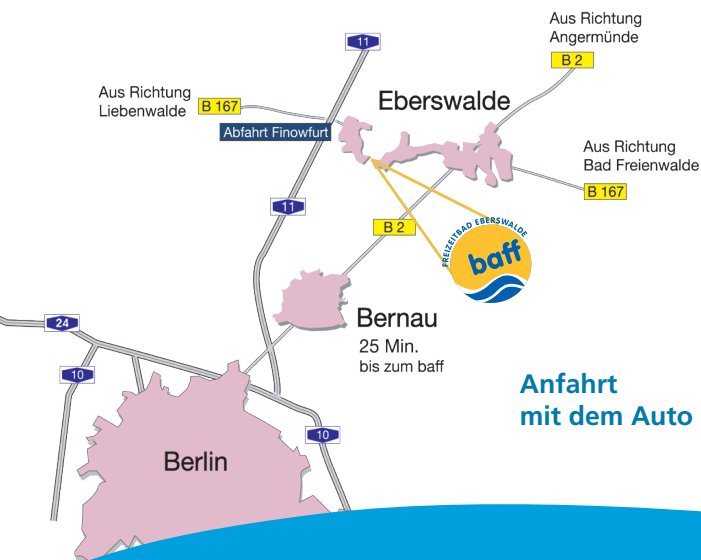 Aus Richtung
Angermünde
B 2
11
Aus Richtung
Liebenwalde
B 167
Eberswalde
Abfahrt Finowfurt
Aus Richtung
Bad Freienwalde
B 167
11
B 2
FREIZEITBAD EBERSWALDE
baff
Bernau
25 Min.
bis zum baff
24
10
Anfahrt
mit dem Auto
10
Berlin